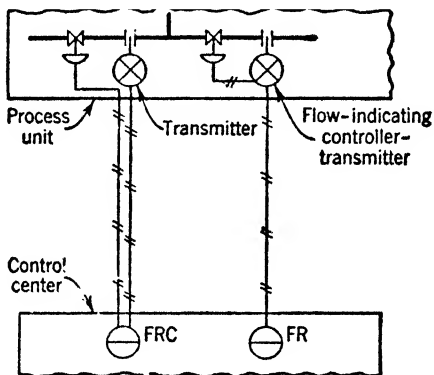 Process
unit
Transmitter
Flow-indicating
controller-
transmitter
Control
center
FRC
FR